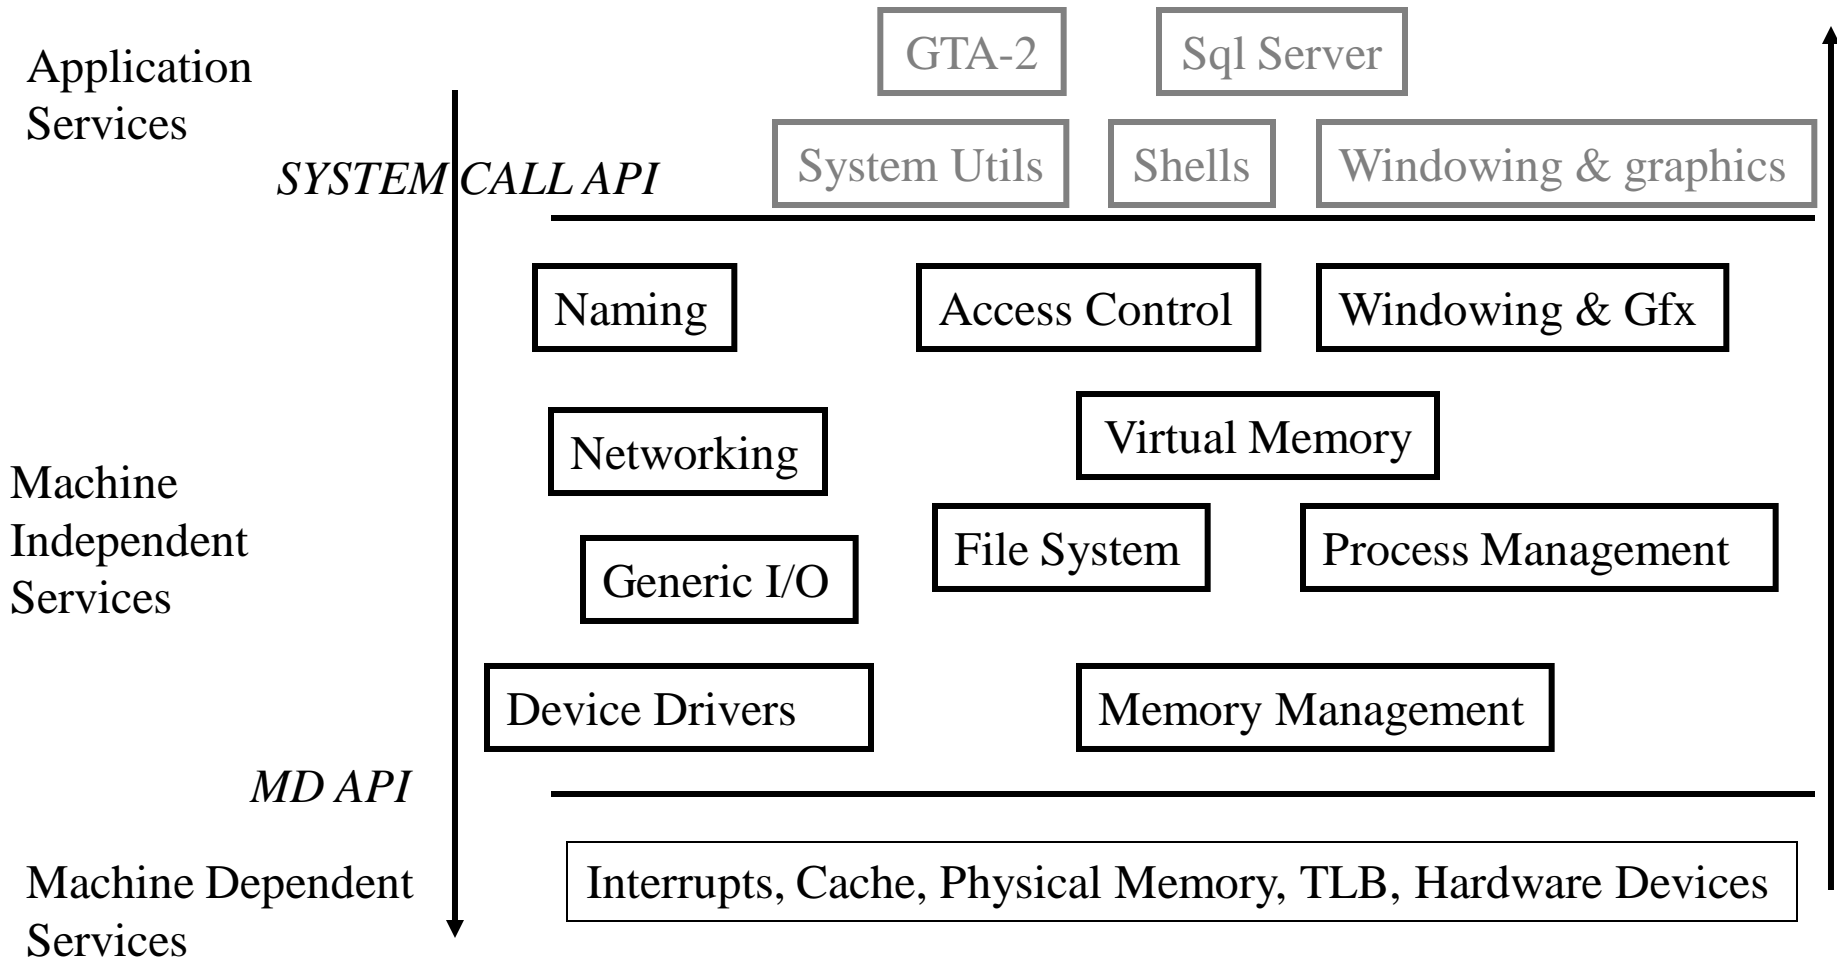 Application
Services
GTA-2
Sql Server
SYSTEM CALL API
System Utils
Shells
Windowing & graphics
Naming
Access Control
Windowing & Gfx
Networking
Virtual Memory
Machine
Independent
Services
File System
Process Management
Generic I/O
Device Drivers
Memory Management
MD API
Machine Dependent
Services
Interrupts, Cache, Physical Memory, TLB, Hardware Devices